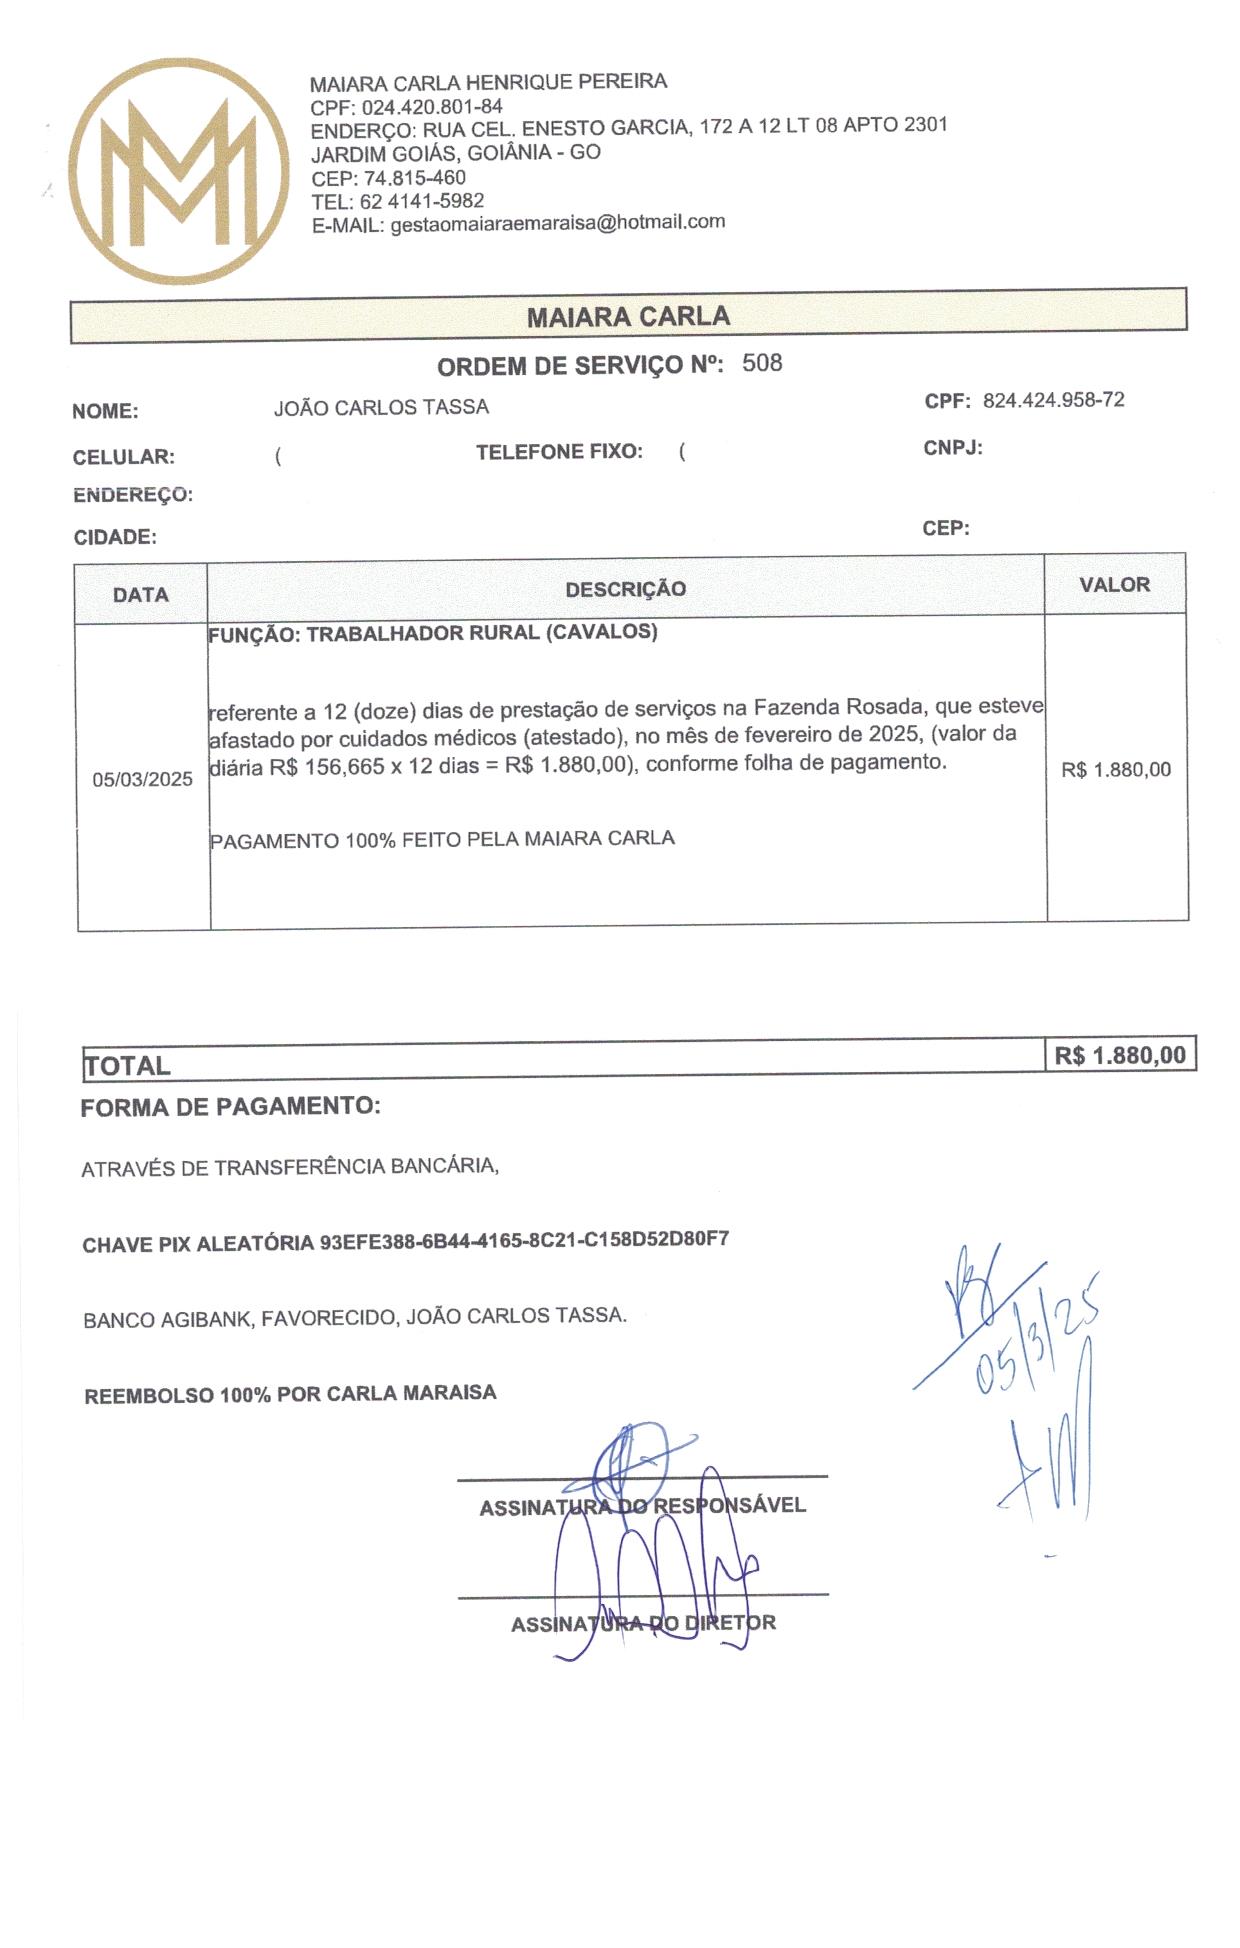 MAIARA CARLA HENRIQUE PEREIRA
CPF: 024.420.801-84
ENDERÇO: RUA CEL. ENESTO GARCIA, 172 A 12 LT 08 APTO 2301
JARDIM GOIÁS, GOIÂNIA - GO
CEP: 74.815-460
TEL: 62 4141-5982
E-MAIL: gestaomaiaraemaraisa@hotmail.com
MAIARA CARLA
ORDEM DE SERVIÇO Nº: 508
NOME: JOÃO CARLOS TASSA CPF: 824.424.958-72
CELULAR: ( TELEFONE FIXO: ( CNPJ:
ENDEREÇO:
CIDADE: CEP:
DATA DESCRIÇÃO VALOR
FUNÇÃO: TRABALHADOR RURAL (CAVALOS)
referente a 12 (doze) dias de prestação de serviços na Fazenda Rosada, que esteve
afastado por cuidados médicos (atestado), no mês de fevereiro de 2025, (valor da
diária R$ 156,665 x 12 dias = R$ 1.880,00), conforme folha de pagamento.
05/03/2025 R$ 1.880,00
PAGAMENTO 100% FEITO PELA MAIARA CARLA
TOTAL R$ 1.880,00
FORMA DE PAGAMENTO:
ATRAVÉS DE TRANSFERÊNCIA BANCÁRIA,
CHAVE PIX ALEATÓRIA 93EFE388-6B44-4165-8C21-C158D52D80F7
BANCO AGIBANK, FAVORECIDO, JOÃO CARLOS TASSA.
05/3/25
REEMBOLSO 100% POR CARLA MARAISA
ASSINATURA DO RESPONSÁVEL
ASSINATURA DO DIRETOR